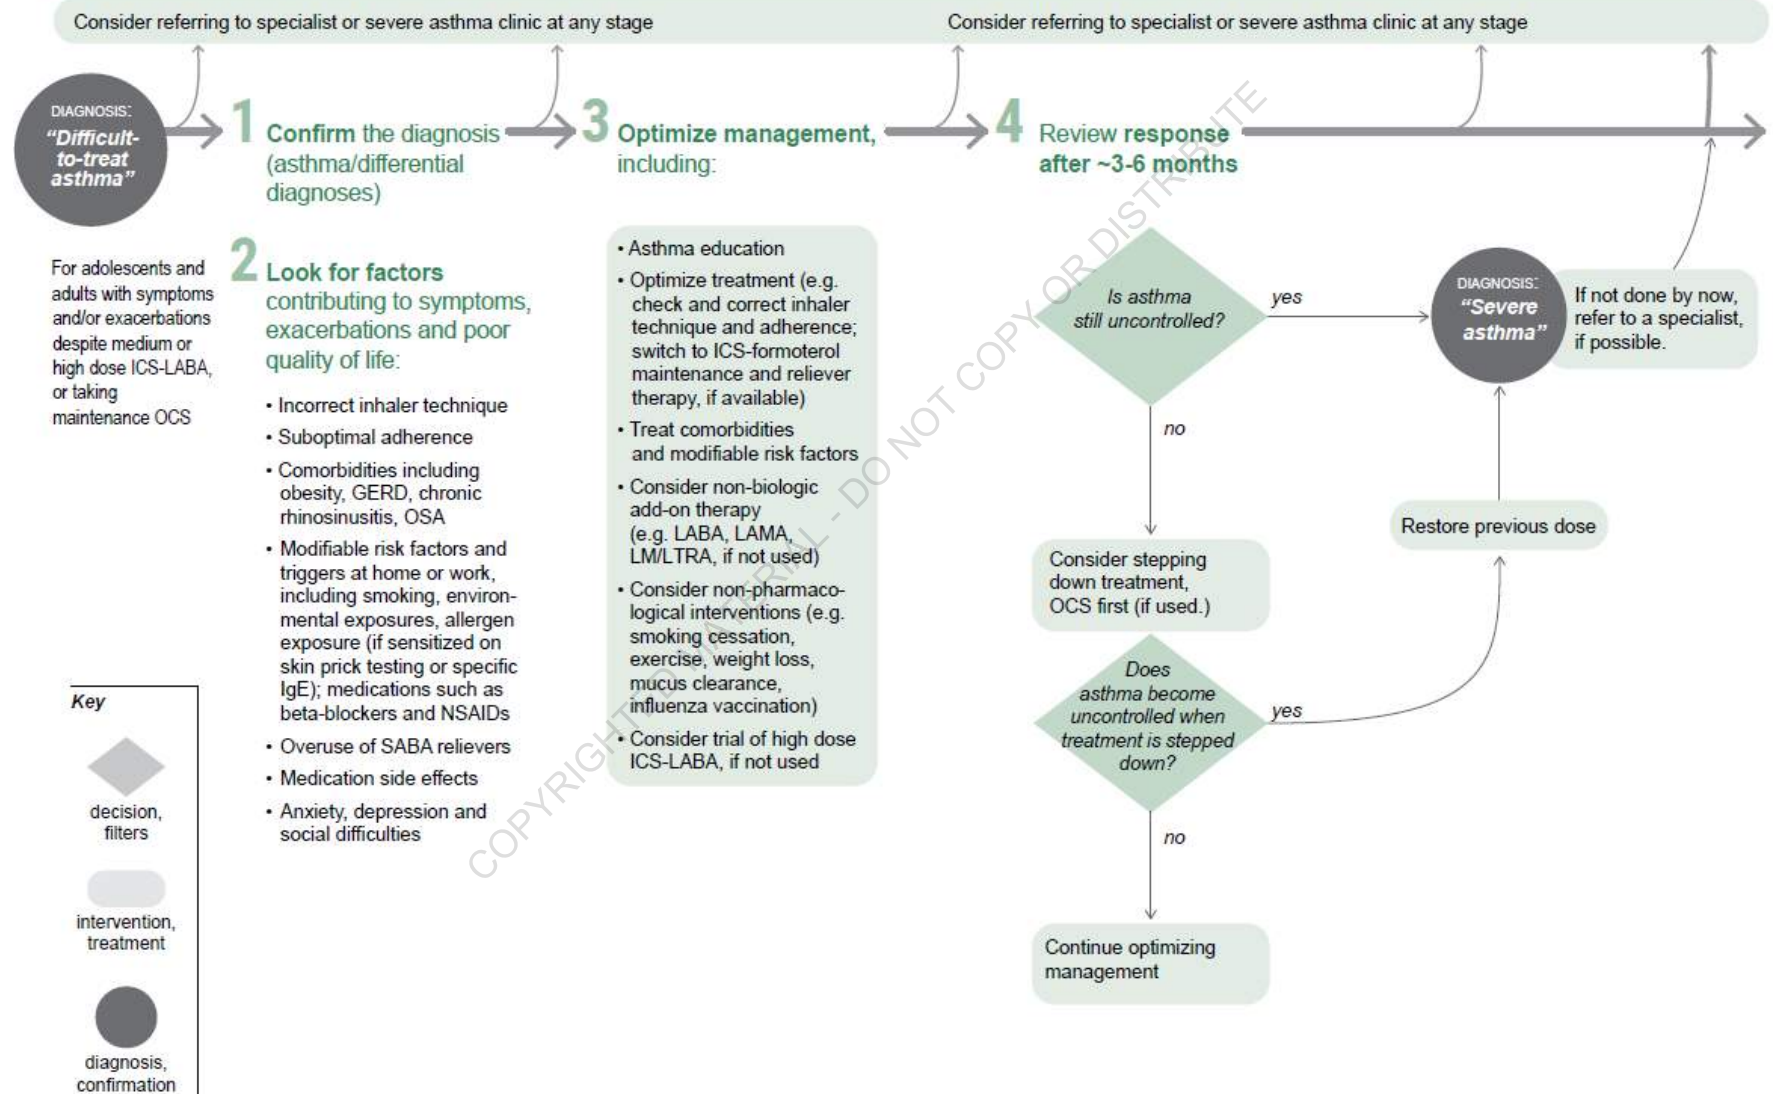 Consider referring to specialist or severe asthma clinic at any stage
Consider referring to specialist or severe asthma clinic at any stage
DIAGNOSIS:
“Difficult-
to-treat
asthma”
For adolescents and
adults with symptoms
and/or exacerbations
despite medium or
high dose ICS-LABA,
or taking
maintenance OCS
1
Confirm the diagnosis
(asthma/differential
diagnoses)
2
Look for factors
contributing to symptoms,
exacerbations and poor
quality of life:
• Incorrect inhaler technique
• Suboptimal adherence
• Comorbidities including
obesity, GERD, chronic
rhinosinusitis, OSA
• Modifiable risk factors and
triggers at home or work,
including smoking, environ-
mental exposures, allergen
exposure (if sensitized on
skin prick testing or specific
IgE); medications such as
beta-blockers and NSAIDs
• Overuse of SABA relievers
• Medication side effects
• Anxiety, depression and
social difficulties
3
Optimize management,
including:
• Asthma education
• Optimize treatment (e.g.
check and correct inhaler
technique and adherence;
switch to ICS-formoterol
maintenance and reliever
therapy, if available)
• Treat comorbidities
and modifiable risk factors
• Consider non-biologic
add-on therapy
(e.g. LABA, LAMA,
LM/LTRA, if not used)
• Consider non-pharmaco-
logical interventions (e.g.
smoking cessation,
exercise, weight loss,
mucus clearance,
influenza vaccination)
• Consider trial of high dose
ICS-LABA, if not used
4
Review response
after ~3-6 months
Is asthma
still uncontrolled?
yes
no
DIAGNOSIS:
“Severe
asthma”
If not done by now,
refer to a specialist,
if possible.
Consider stepping
down treatment,
OCS first (if used.)
Restore previous dose
Does
asthma become
uncontrolled when
treatment is stepped
down?
yes
no
Continue optimizing
management
Key
decision,
filters
intervention,
treatment
diagnosis,
confirmation
COPYRIGHTED MATERIAL - DO NOT COPY OR DISTRIBUTE